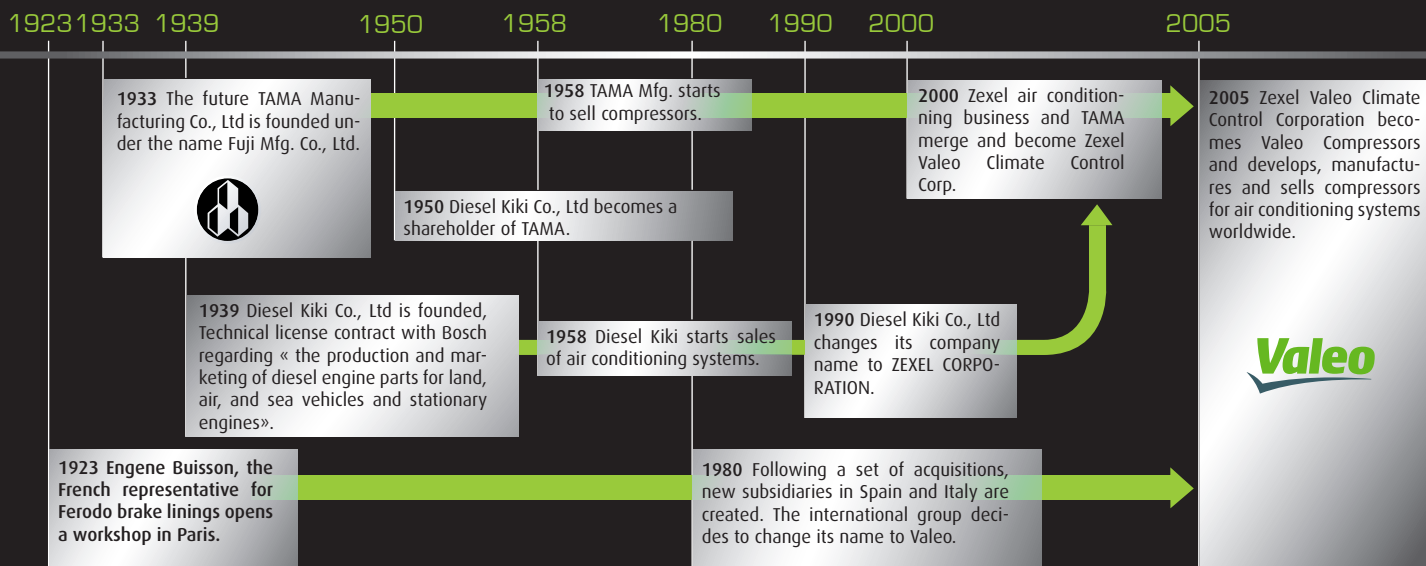 1923 1933 1939 1950 1958 1980 1990 2000 2005
1933 The future TAMA Manu-
facturing Co., Ltd is founded un-
der the name Fuji Mfg. Co., Ltd.
1958 TAMA Mfg. starts
to sell compressors.
2000 Zexel air condition-
ning business and TAMA
merge and become Zexel
Valeo Climate Control
Corp.
2005 Zexel Valeo Climate
Control Corporation beco-
mes Valeo Compressors
and develops, manufactu-
res and sells compressors
for air conditioning systems
worldwide.
1950 Diesel Kiki Co., Ltd becomes a
shareholder of TAMA.
1939 Diesel Kiki Co., Ltd is founded,
Technical license contract with Bosch
regarding « the production and mar-
keting of diesel engine parts for land,
air, and sea vehicles and stationary
engines».
1958 Diesel Kiki starts sales
of air conditioning systems.
1990 Diesel Kiki Co., Ltd
changes its company
name to ZEXEL CORPO-
RATION.
Valeo
1923 Engene Buisson, the
French representative for
Ferodo brake linings opens
a workshop in Paris.
1980 Following a set of acquisitions,
new subsidiaries in Spain and Italy are
created. The international group deci-
des to change its name to Valeo.